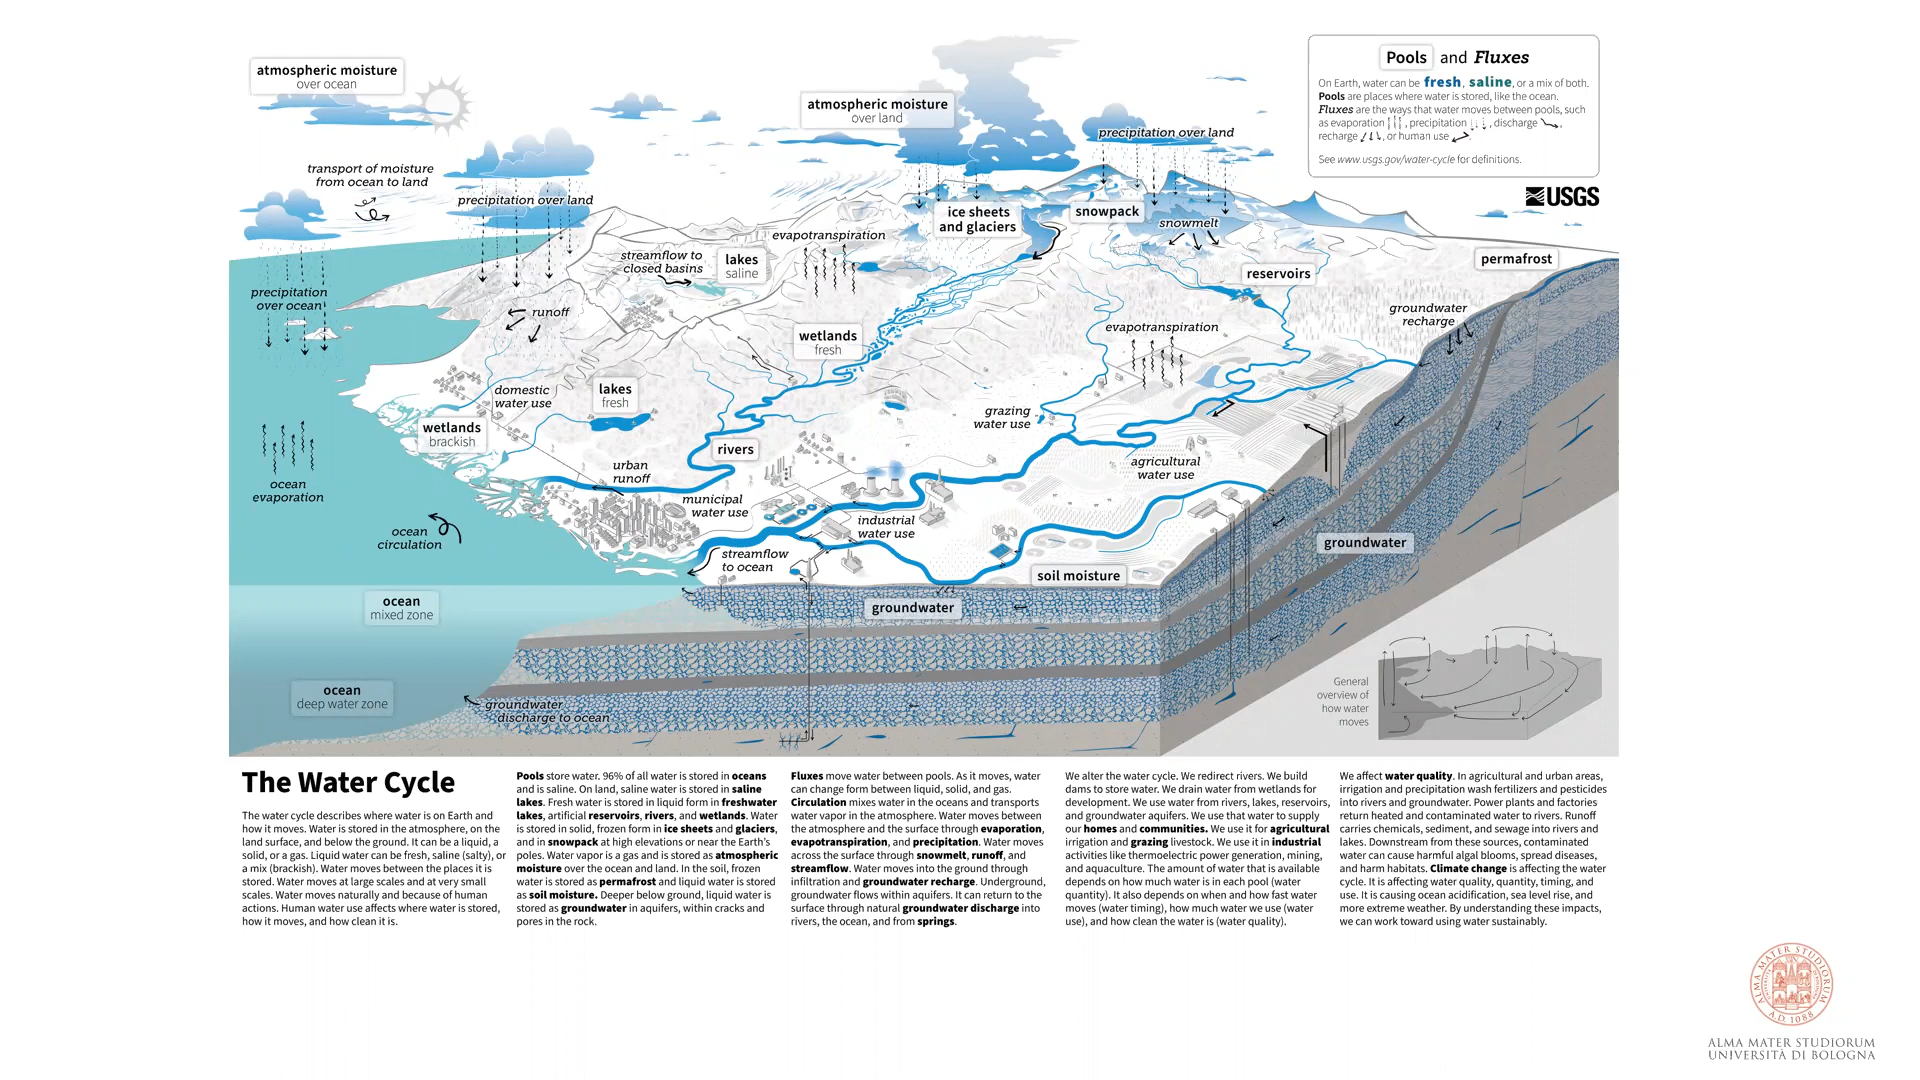 atmospheric moisture
over ocean
transport of moisture
from ocean to land
precipitation over land
atmospheric moisture
over land
precipitation over land
Pools and Fluxes
On Earth, water can be fresh, saline, or a mix of both.
Pools are places where water is stored, like the ocean.
Fluxes are the ways that water moves between pools, such
as evaporation, precipitation, discharge,
recharge, or human use.
See www.usgs.gov/water-cycle for definitions.
USGS
ice sheets
and glaciers
snowpack
snowmelt
evapotranspiration
streamflow to
closed basins
lakes
saline
reservoirs
permafrost
precipitation
over ocean
runoff
groundwater
recharge
wetlands
fresh
evapotranspiration
domestic
water use
lakes
fresh
grazing
water use
wetlands
brackish
rivers
urban
runoff
agricultural
water use
ocean
evaporation
municipal
water use
industrial
water use
ocean
circulation
streamflow
to ocean
groundwater
soil moisture
ocean
mixed zone
groundwater
ocean
deep water zone
groundwater
discharge to ocean
General
overview of
how water
moves
The Water Cycle
The water cycle describes where water is on Earth and
how it moves. Water is stored in the atmosphere, on the
land surface, and below the ground. It can be a liquid, a
solid, or a gas. Liquid water can be fresh, saline (salty), or
a mix (brackish). Water moves between the places it is
stored. Water moves at large scales and at very small
scales. Water moves naturally and because of human
actions. Human water use affects where water is stored,
how it moves, and how clean it is.
Pools store water. 96% of all water is stored in oceans
and is saline. On land, saline water is stored in saline
lakes. Fresh water is stored in liquid form in freshwater
lakes, artificial reservoirs, rivers, and wetlands. Water
is stored in solid, frozen form in ice sheets and glaciers,
and in snowpack at high elevations or near the Earth's
poles. Water vapor is a gas and is stored as atmospheric
moisture over the ocean and land. In the soil, frozen
water is stored as permafrost and liquid water is stored
as soil moisture. Deeper below ground, liquid water is
stored as groundwater in aquifers, within cracks and
pores in the rock.
Fluxes move water between pools. As it moves, water
can change form between liquid, solid, and gas.
Circulation mixes water in the oceans and transports
water vapor in the atmosphere. Water moves between
the atmosphere and the surface through evaporation,
evapotranspiration, and precipitation. Water moves
across the surface through snowmelt, runoff, and
streamflow. Water moves into the ground through
infiltration and groundwater recharge. Underground,
groundwater flows within aquifers. It can return to the
surface through natural groundwater discharge into
rivers, the ocean, and from springs.
We alter the water cycle. We redirect rivers. We build
dams to store water. We drain water from wetlands for
development. We use water from rivers, lakes, reservoirs,
and groundwater aquifers. We use that water to supply
our homes and communities. We use it for agricultural
irrigation and grazing livestock. We use it in industrial
activities like thermoelectric power generation, mining,
and aquaculture. The amount of water that is available
depends on how much water is in each pool (water
quantity). It also depends on when and how fast water
moves (water timing), how much water we use (water
use), and how clean the water is (water quality).
We affect water quality. In agricultural and urban areas,
irrigation and precipitation wash fertilizers and pesticides
into rivers and groundwater. Power plants and factories
return heated and contaminated water to rivers. Runoff
carries chemicals, sediment, and sewage into rivers and
lakes. Downstream from these sources, contaminated
water can cause harmful algal blooms, spread diseases,
and harm habitats. Climate change is affecting the water
cycle. It is affecting water quality, quantity, timing, and
use. It is causing ocean acidification, sea level rise, and
more extreme weather. By understanding these impacts,
we can work toward using water sustainably.
ALMA MATER STUDIORUM
A.D. 1088
ALMA MATER STUDIORUM
UNIVERSITÀ DI BOLOGNA